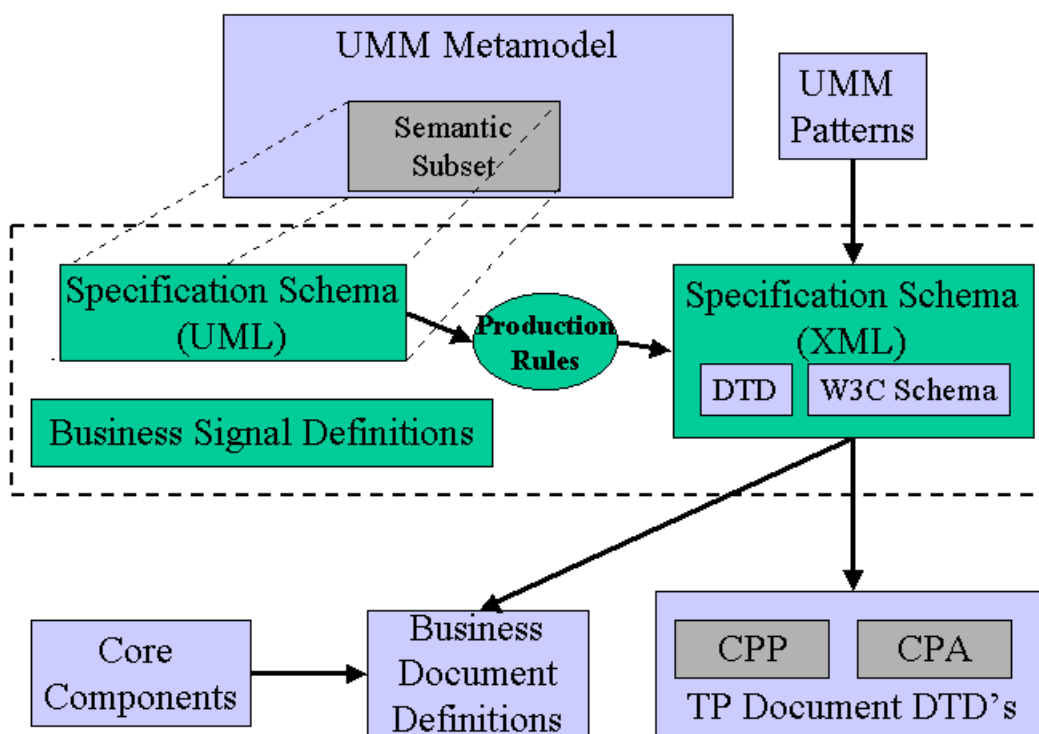 UMM Metamodel
Semantic
Subset
UMM
Patterns
Specification Schema
(UML)
Production
Rules
Specification Schema
(XML)
DTD
W3C Schema
Business Signal Definitions
Core
Components
Business
Document
Definitions
CPP
CPA
TP Document DTD’s